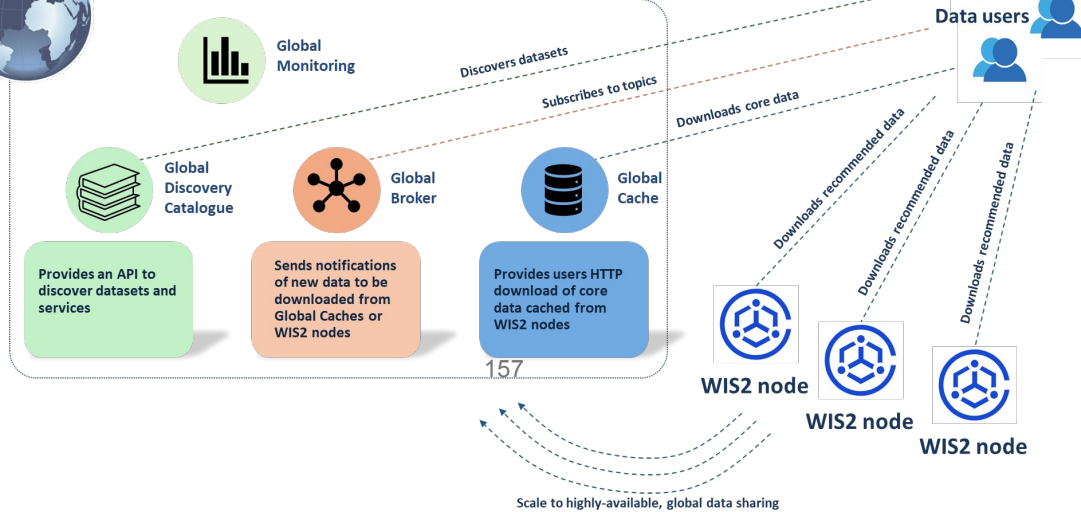 Data users
Global
Monitoring
Discovers datasets
Subscribes to topics
Downloads core data
Global
Discovery
Catalogue
Global
Broker
Global
Cache
Downloads recommended data
Downloads recommended data
Downloads recommended data
Provides an API to
discover datasets and
services
Sends notifications
of new data to be
downloaded from
Global Caches or
WIS2 nodes
Provides users HTTP
download of core
data cached from
WIS2 nodes
157
WIS2 node
WIS2 node
WIS2 node
Scale to highly-available, global data sharing